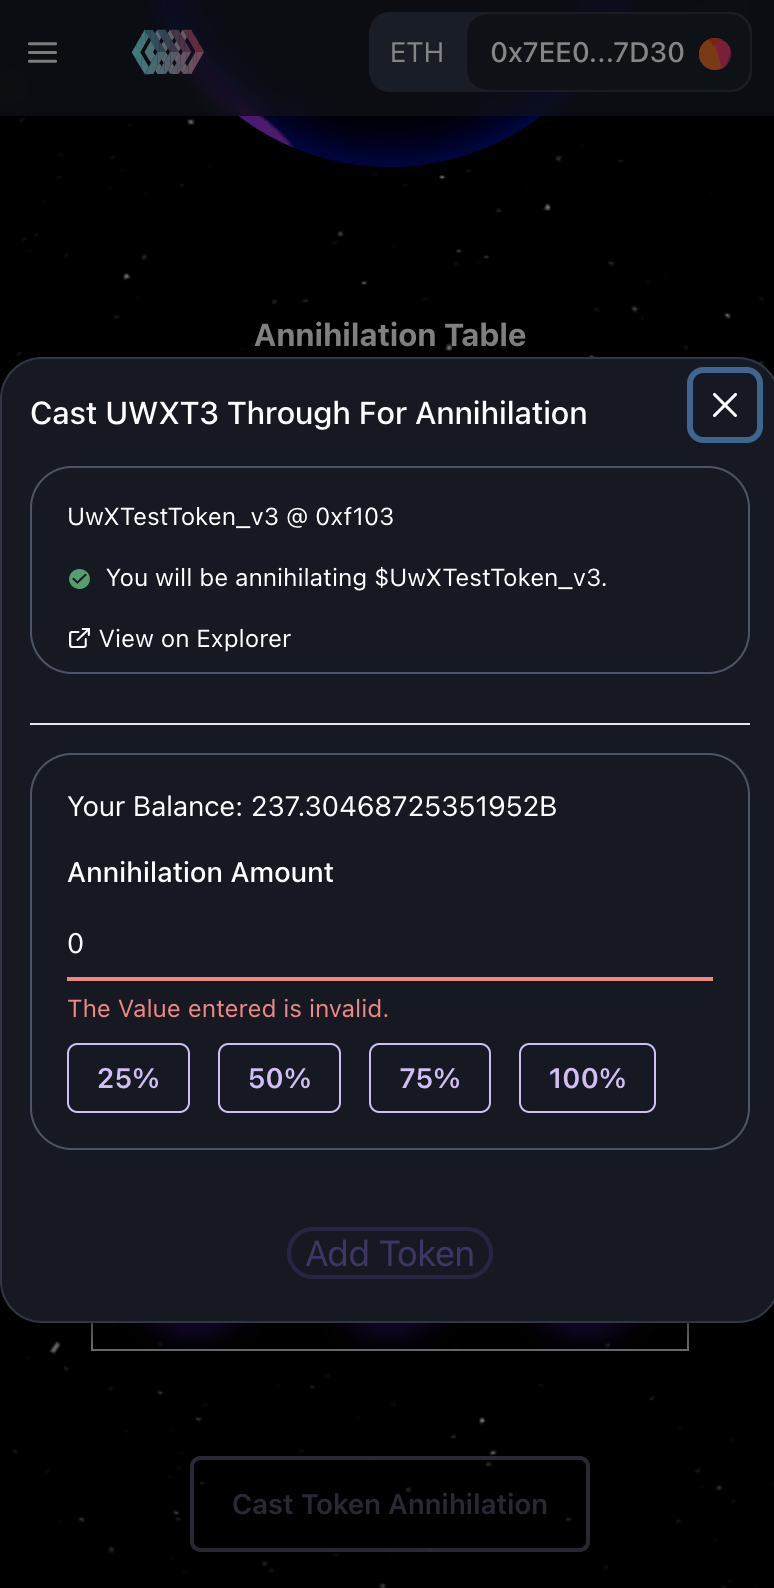 ETH
0x7EE0...7D30
Annihilation Table
Cast UWXT3 Through For Annihilation
UwXTestToken_v3 @ 0xf103
You will be annihilating $UwXTestToken_v3.
View on Explorer
Your Balance: 237.30468725351952B
Annihilation Amount
0
The Value entered is invalid.
25%
50%
75%
100%
Add Token
Cast Token Annihilation